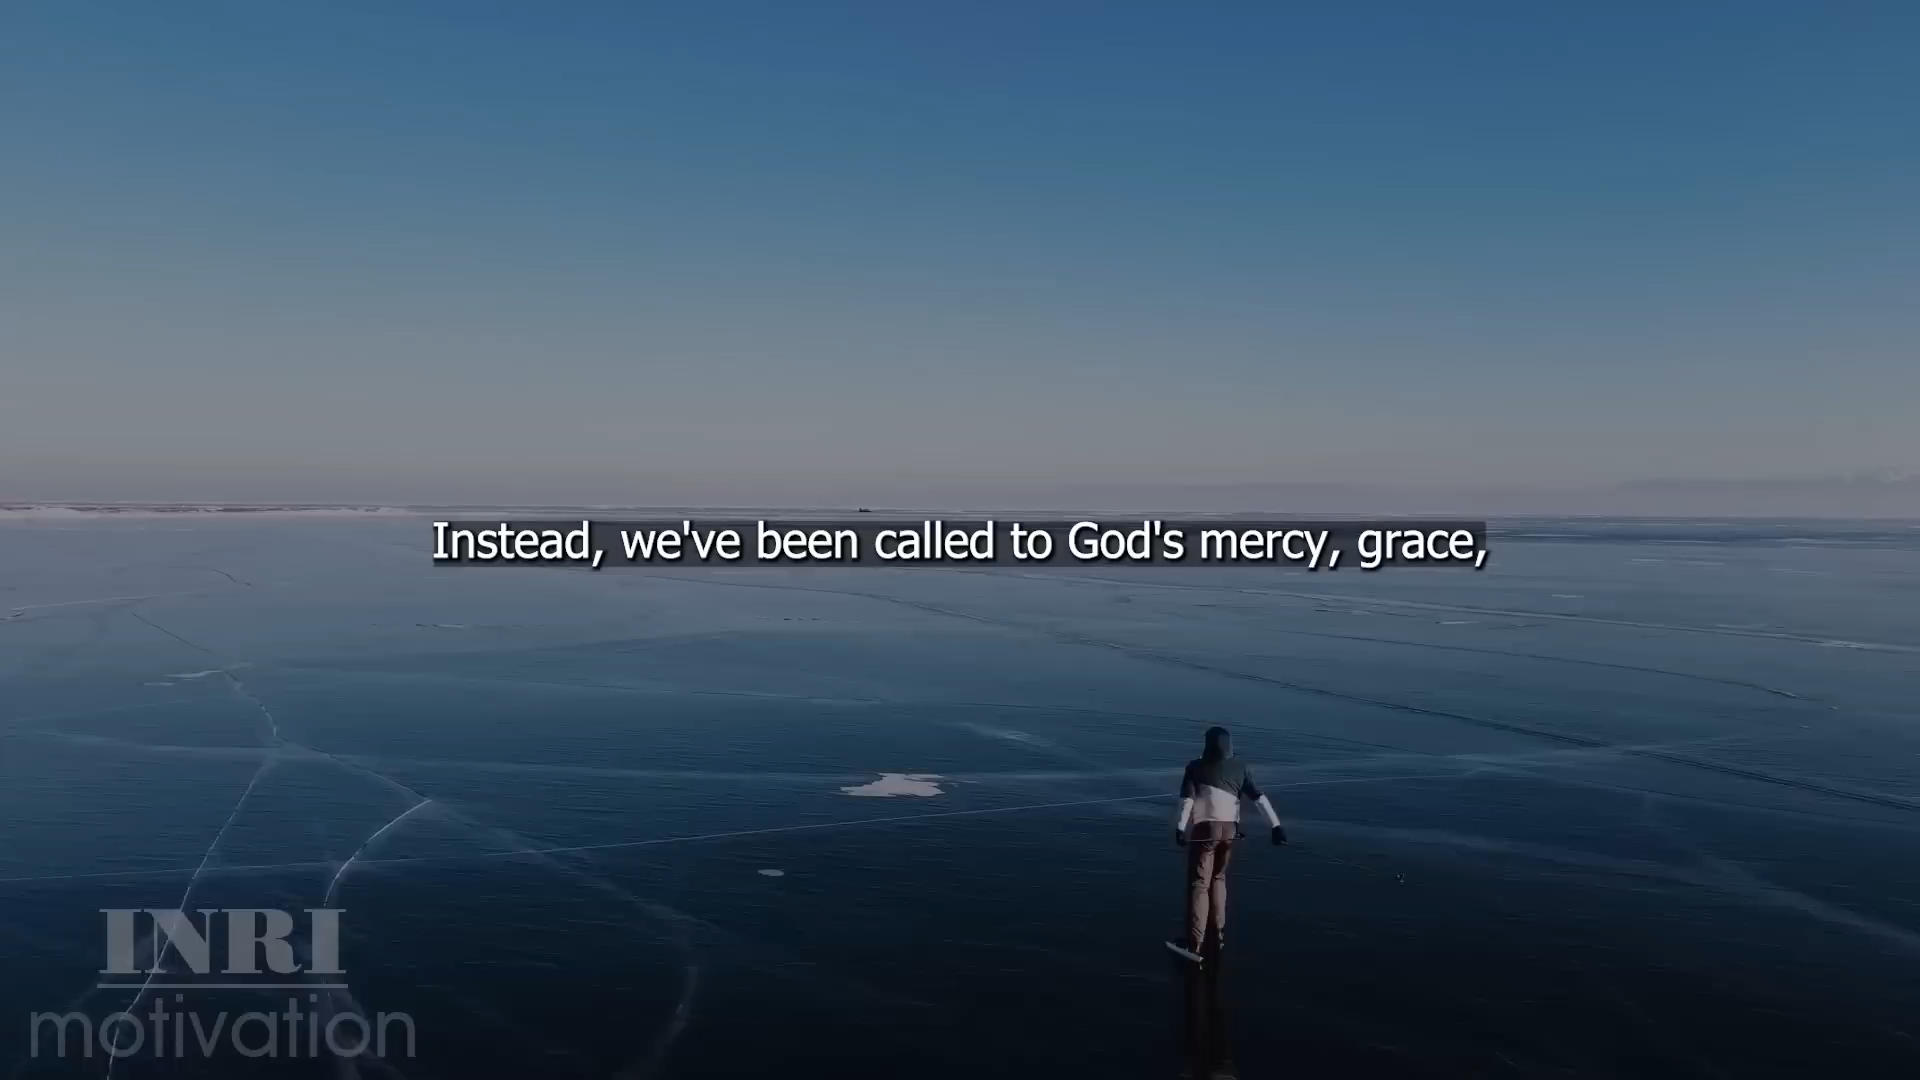 Instead, we've been called to God's mercy, grace,
INRI
motivation